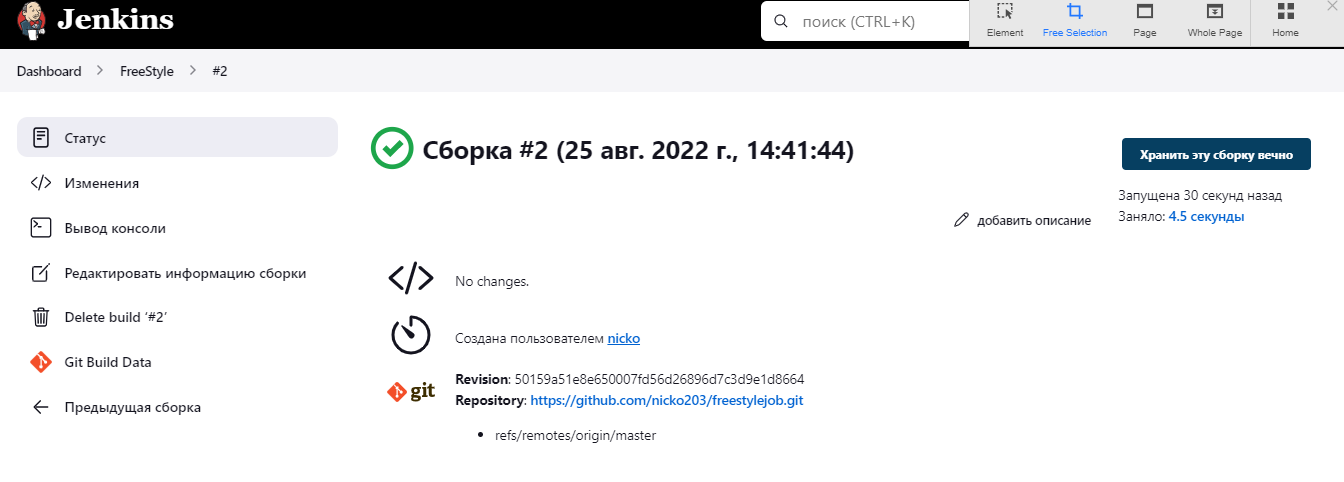 Jenkins
поиск (CTRL+K)
Element
Free Selection
Page
Whole Page
Home
Dashboard
FreeStyle
#2
Статус
Изменения
Вывод консоли
Редактировать информацию сборки
Delete build ‘#2’
Git Build Data
Предыдущая сборка
Сборка #2 (25 авг. 2022 г., 14:41:44)
Хранить эту сборку вечно
Запущена 30 секунд назад
Заняло: 4.5 секунды
добавить описание
No changes.
Создана пользователем nicko
git
Revision: 50159a51e8e650007fd56d26896d7c3d9e1d8664
Repository: https://github.com/nicko203/freestylejob.git
refs/remotes/origin/master